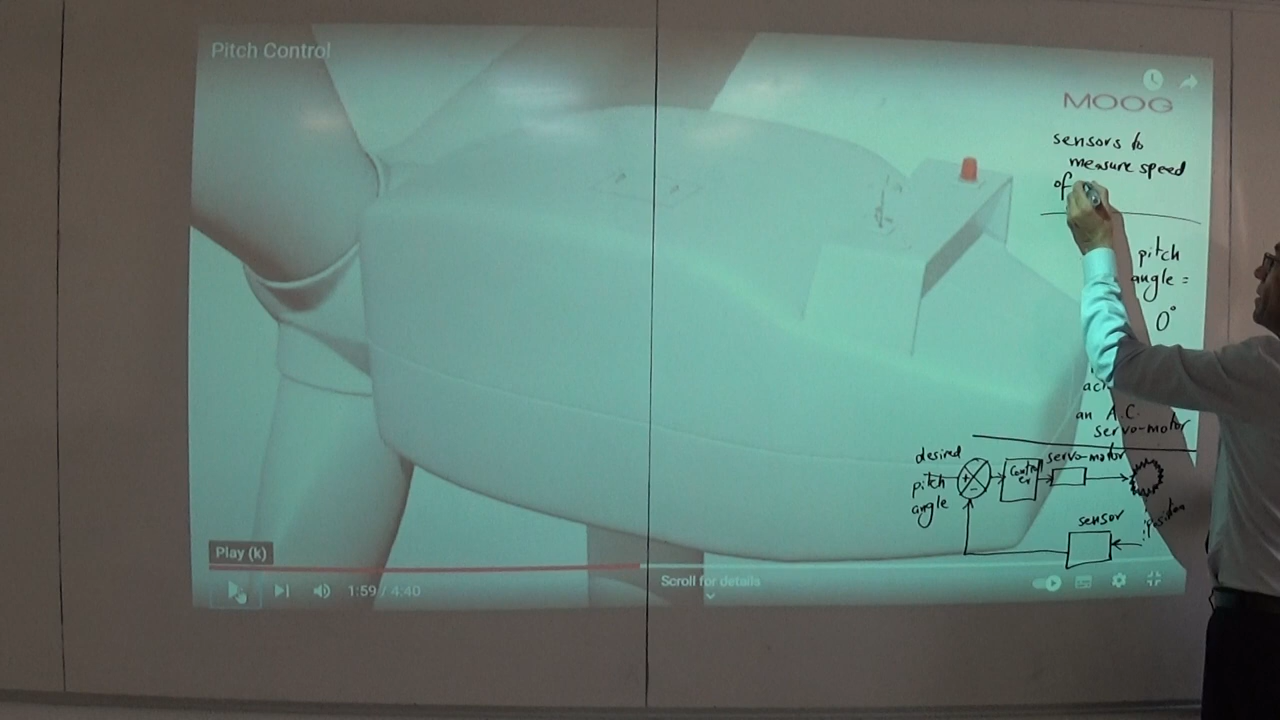 Pitch Control
MOOG
sensors to
measure speed
of
pitch
angle =
0°
an A.C.
servo-motor
desired
pitch
angle
+
-
servo-motor
sensor
position
Play (k)
1:59 / 4:40
Scroll for details